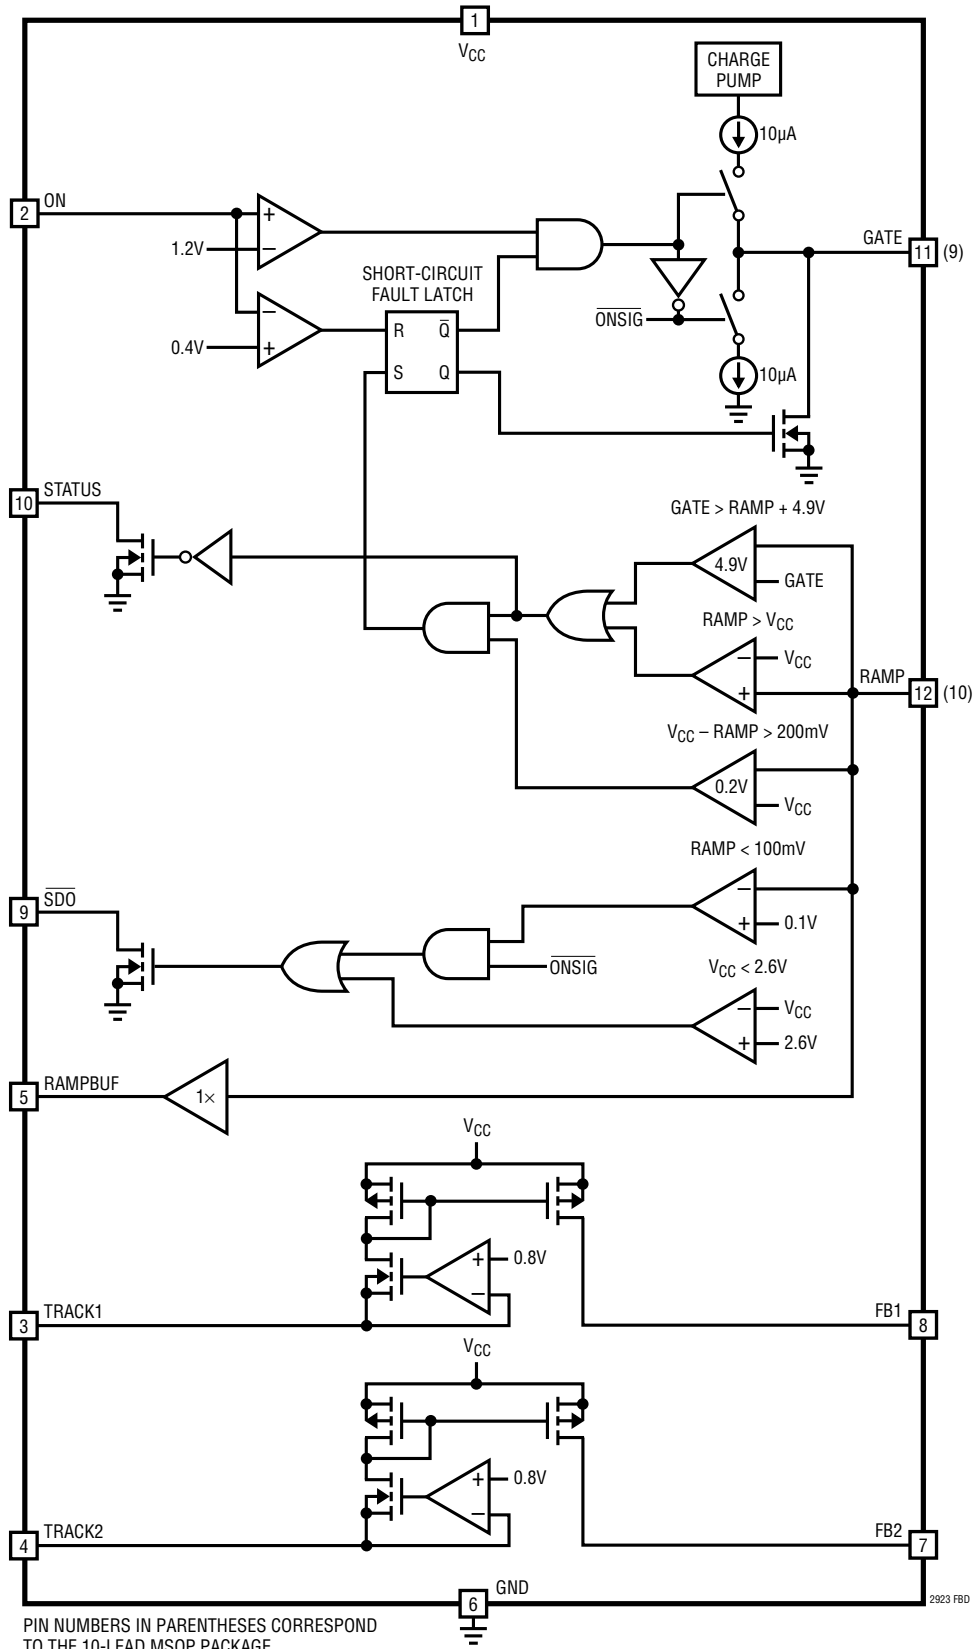 1
VCC
CHARGE
PUMP
10µA
ON
2
1.2V
+
−
GATE
11 (9)
SHORT-CIRCUIT
FAULT LATCH
ONSIG
−
+
0.4V
R Q
S Q
10µA
STATUS
10
GATE > RAMP + 4.9V
4.9V
GATE
RAMP > VCC
− VCC
+
RAMP
12 (10)
VCC – RAMP > 200mV
0.2V
VCC
RAMP < 100mV
SDO
9
−
+ 0.1V
ONSIG
VCC < 2.6V
− VCC
+ 2.6V
RAMPBUF
5
1×
VCC
+ 0.8V
−
TRACK1
3
FB1
8
VCC
+ 0.8V
−
TRACK2
4
FB2
7
GND
6
2923 FBD
PIN NUMBERS IN PARENTHESES CORRESPOND
TO THE 10-LEAD MSOP PACKAGE